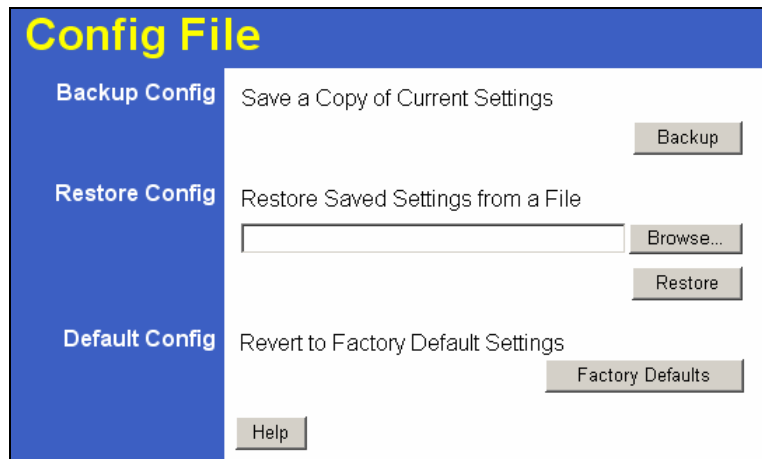 Config File
Backup Config
Save a Copy of Current Settings
Backup
Restore Config
Restore Saved Settings from a File
Browse...
Restore
Default Config
Revert to Factory Default Settings
Factory Defaults
Help